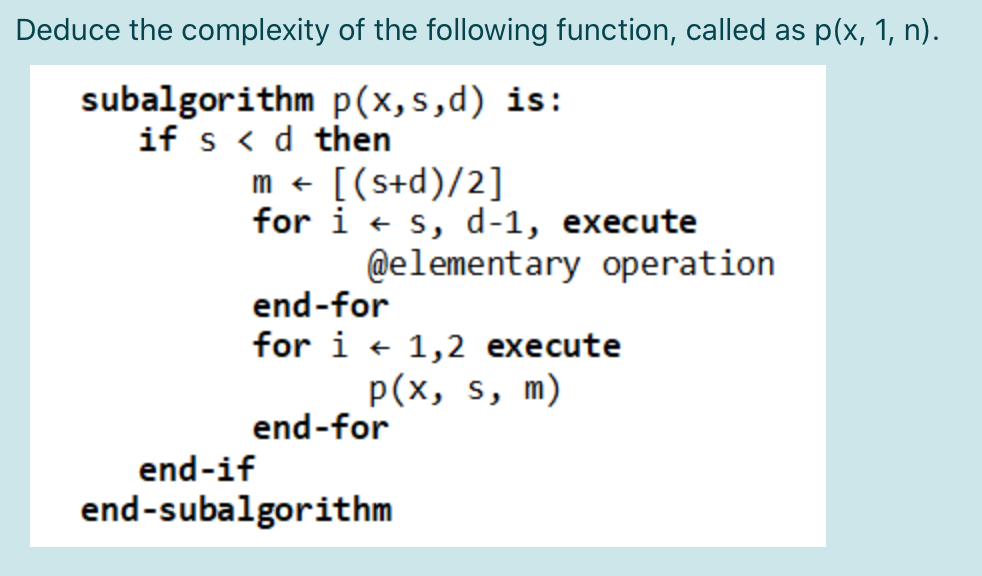 Deduce the complexity of the following function, called as p(x, 1, n).
subalgorithm p(x,s,d) is:
if s < d then
m ← [(s+d)/2]
for i ← s, d-1, execute
@elementary operation
end-for
for i ← 1,2 execute
p(x, s, m)
end-for
end-if
end-subalgorithm